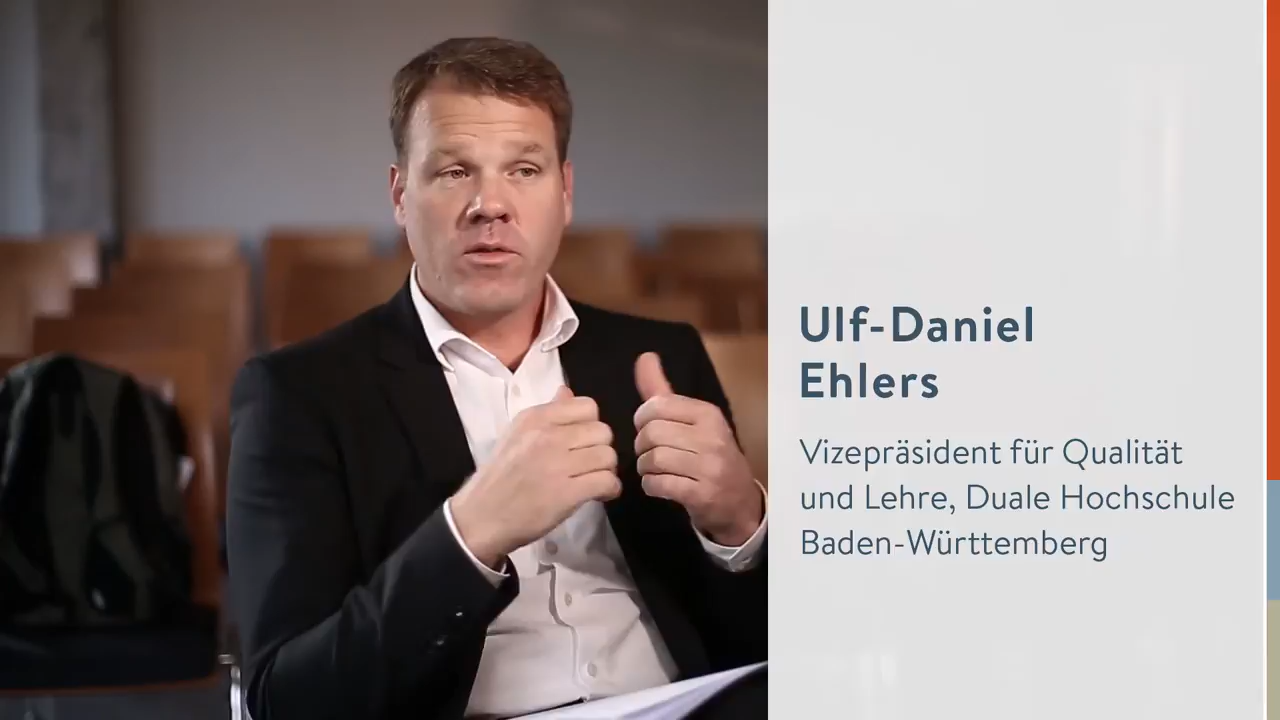 Ulf-Daniel
Ehlers
Vizepräsident für Qualität
und Lehre, Duale Hochschule
Baden-Württemberg